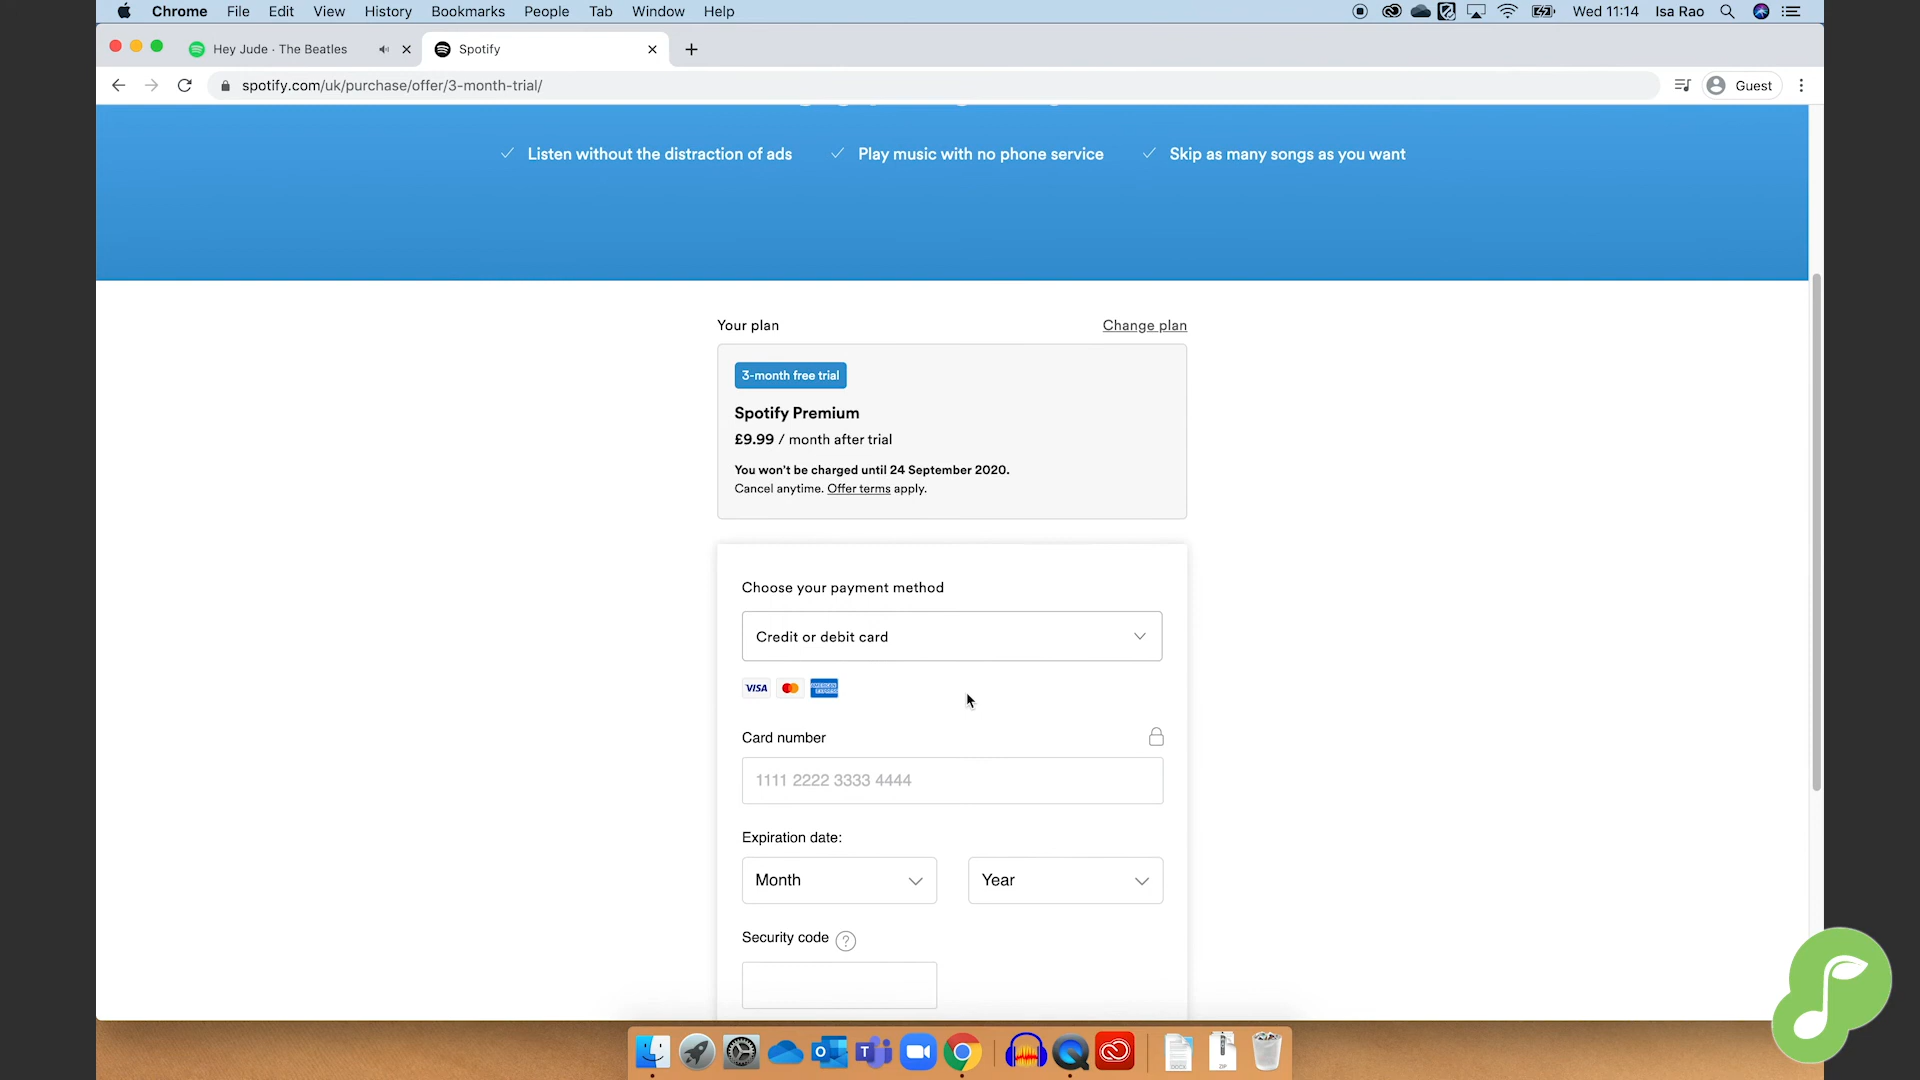 Chrome File Edit View History Bookmarks People Tab Window Help Wed 11:14 Isa Rao
Hey Jude · The Beatles Spotify
spotify.com/uk/purchase/offer/3-month-trial/ Guest
Listen without the distraction of ads Play music with no phone service Skip as many songs as you want
Your plan Change plan
3-month free trial
Spotify Premium
£9.99 / month after trial
You won't be charged until 24 September 2020.
Cancel anytime. Offer terms apply.
Choose your payment method
Credit or debit card
VISA AMERICAN EXPRESS
Card number
1111 2222 3333 4444
Expiration date:
Month Year
Security code ?
DOCX ZIP